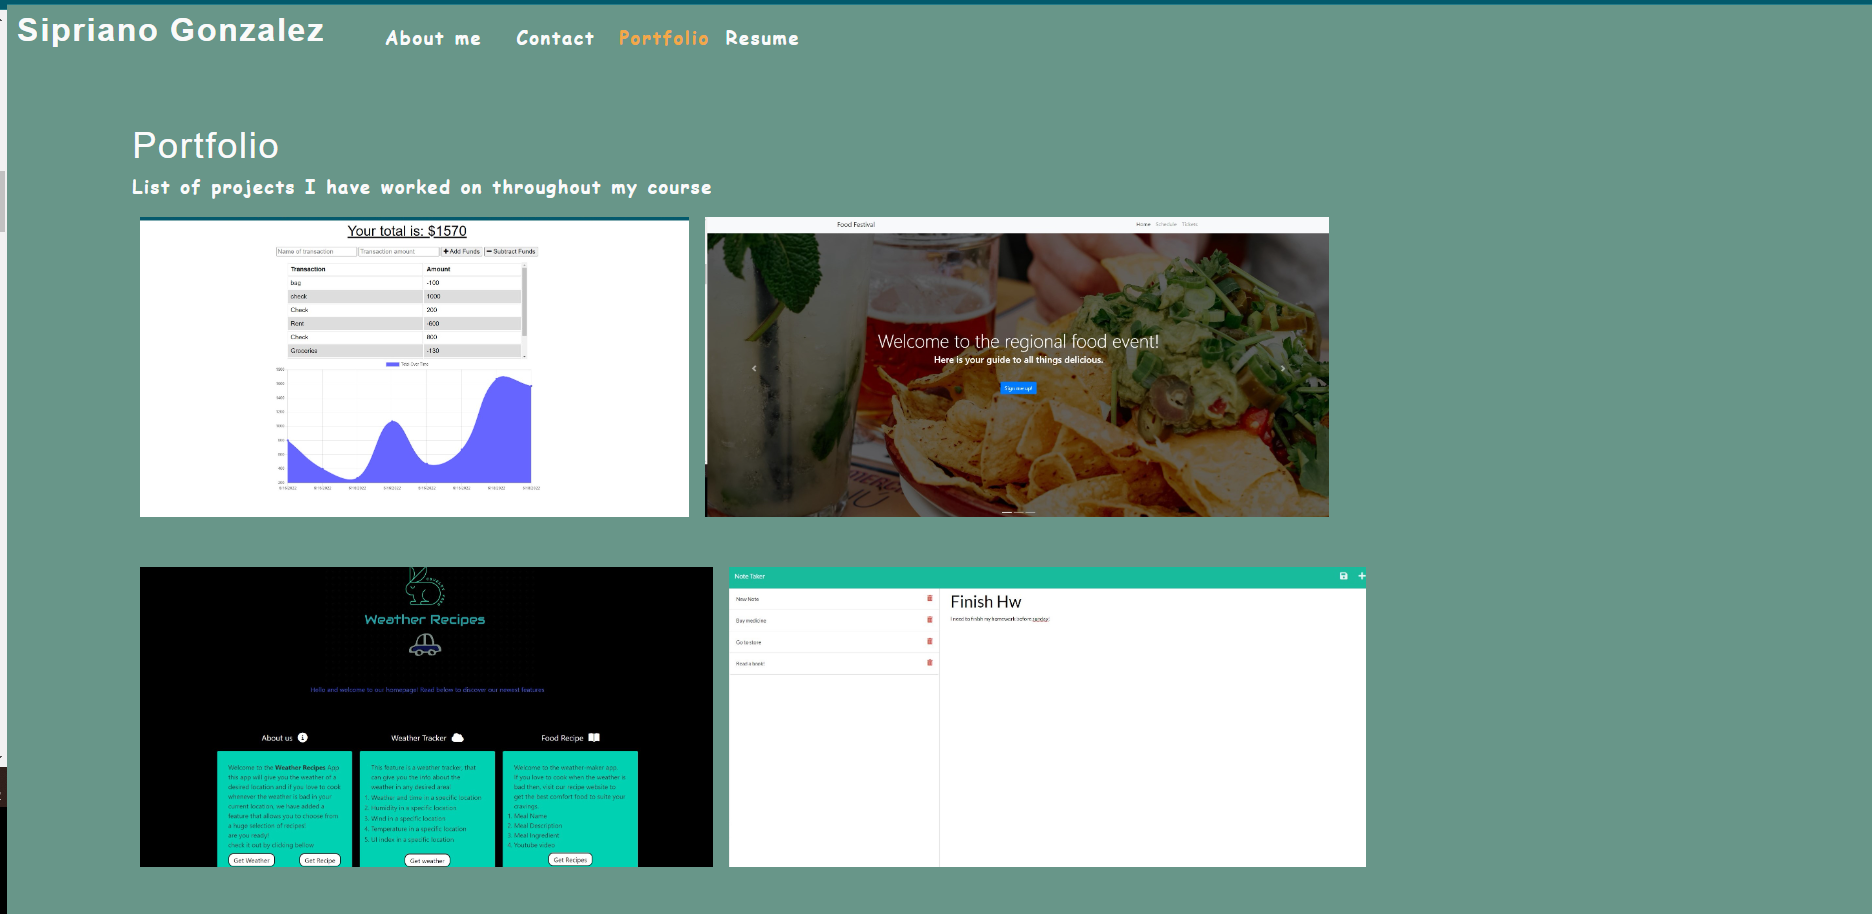 Sipriano Gonzalez
About me Contact Portfolio Resume
Portfolio
List of projects I have worked on throughout my course
Your total is: $1570
Name of transaction Transaction amount Add Funds Subtract Funds
Transaction Amount
bag -100
check 1000
Check 200
Rent -600
Check 800
Groceries -130
Food Festival Home Schedule Tickets
Welcome to the regional food event!
Here is your guide to all things delicious.
Sign me up!
Weather Recipes
Hello and welcome to our homepage! Read below to discover our newest features
About us
Welcome to the Weather Recipes App
this app will give you the weather of a
desired location and if you love to cook
whenever the weather is bad in your
current location, we have added a
feature that allows you to choose from
a huge selection of recipes!
are you ready!
check it out by clicking bellow
Get Weather Get Recipe
Weather Tracker
This feature is a weather tracker, that
can give you the info about the
weather in any desired area!
1. Weather and time in a specific location
2. Humidity in a specific location
3. Wind in a specific location
4. Temperature in a specific location
5. UI index in a specific location
Get weather
Food Recipe
Welcome to the weather-maker app.
If you love to cook when the weather is
bad then, visit our recipe website to
get the best comfort food to suite your
cravings.
1. Meal Name
2. Meal Description
3. Meal Ingredient
4. Youtube video
Get Recipes
Note Taker
New Note
Buy medicine
Go to store
Read a book!
Finish Hw
I need to finish my homework before sunday!